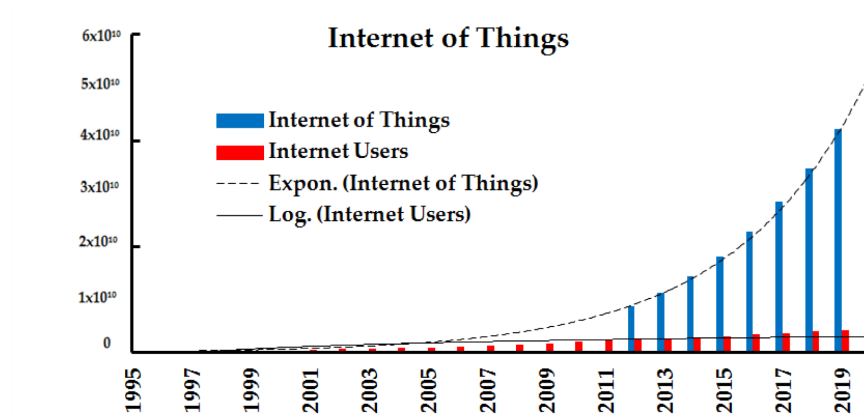 Internet of Things
6x10¹⁰
5x10¹⁰
4x10¹⁰
3x10¹⁰
2x10¹⁰
1x10¹⁰
0
Internet of Things
Internet Users
Expon. (Internet of Things)
Log. (Internet Users)
1995
1997
1999
2001
2003
2005
2007
2009
2011
2013
2015
2017
2019